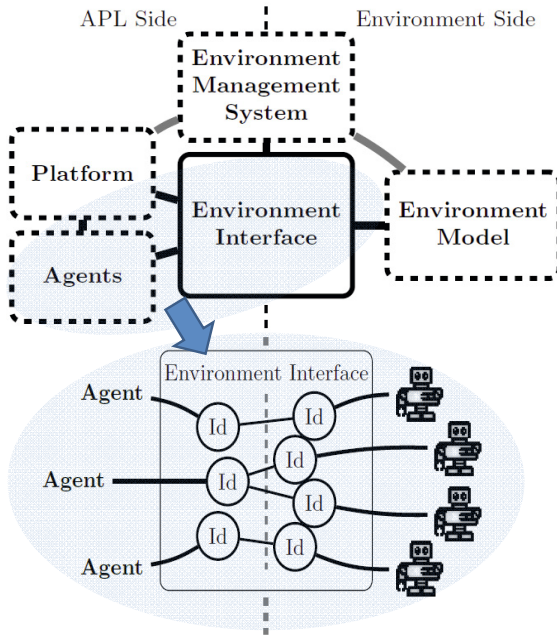 APL Side
Environment Side
Environment
Management
System
Platform
Environment
Interface
Environment
Model
Agents
Environment Interface
Agent
Id
Id
Id
Agent
Id
Id
Id
Agent
Id